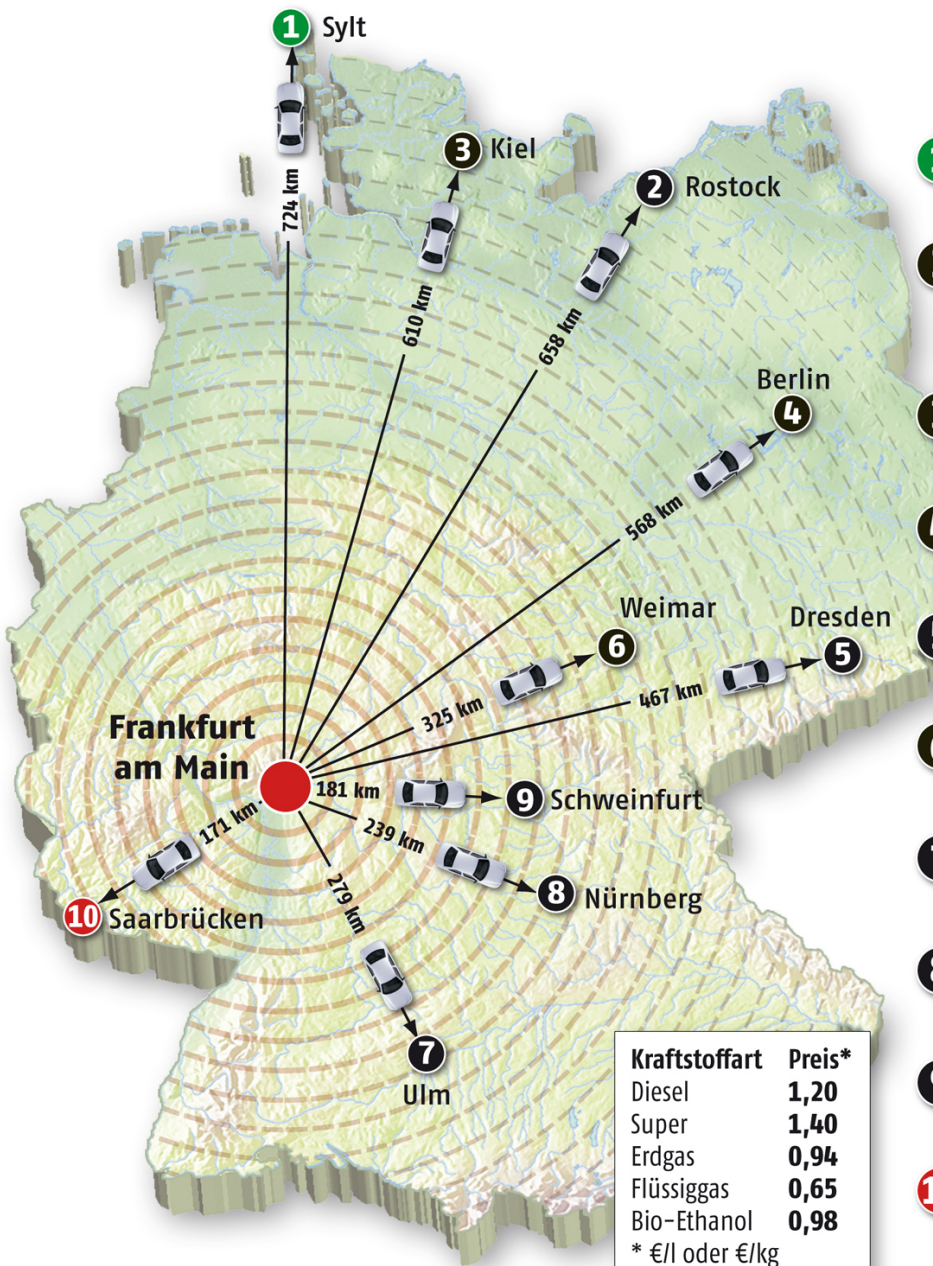 1 Sylt
3 Kiel
2 Rostock
724 km
610 km
658 km
Berlin
4
568 km
Weimar
6
Dresden
5
325 km
467 km
Frankfurt
am Main
181 km
9 Schweinfurt
171 km
239 km
8 Nürnberg
279 km
10 Saarbrücken
7
Ulm
Kraftstoffart Preis*
Diesel 1,20
Super 1,40
Erdgas 0,94
Flüssiggas 0,65
Bio-Ethanol 0,98
* €/l oder €/kg